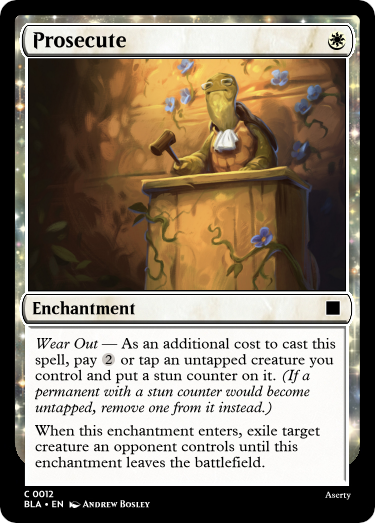 Prosecute
Enchantment
Wear Out — As an additional cost to cast this
spell, pay 2 or tap an untapped creature you
control and put a stun counter on it. (If a
permanent with a stun counter would become
untapped, remove one from it instead.)
When this enchantment enters, exile target
creature an opponent controls until this
enchantment leaves the battlefield.
C 0012
BLA • EN Andrew Bosley
Aserty